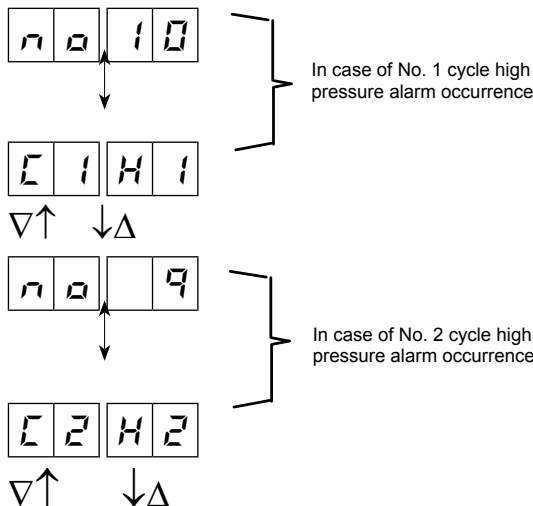 no 10
In case of No. 1 cycle high
pressure alarm occurrence
C1H1
∇↑ ↓Δ
no 9
In case of No. 2 cycle high
pressure alarm occurrence
C2H2
∇↑ ↓Δ